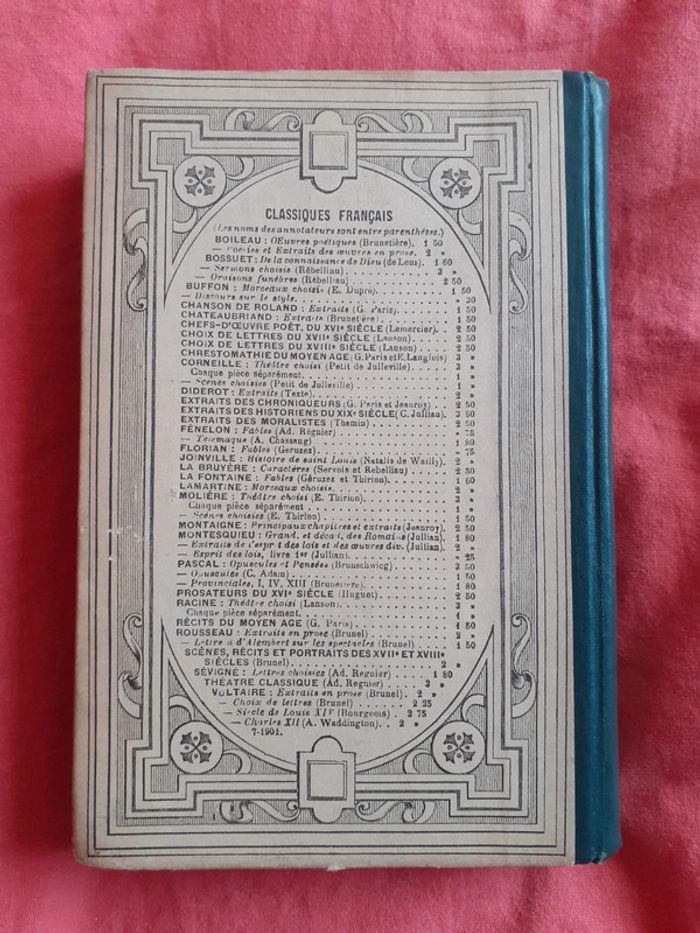 CLASSIQUES FRANÇAIS
(Les noms des annotateurs sont entre parenthèses.)
BOILEAU : Œuvres poétiques (Brunetière). 1 50
— Poésies et Extraits des œuvres en prose. 2 »
BOSSUET : De la connaissance de Dieu (de Lens). 1 60
— Sermons choisis (Rébelliau). 3 »
— Oraisons funèbres (Rébelliau) 2 50
BUFFON : Morceaux choisis (E. Dupré). 1 50
— Discours sur le style. » 30
CHANSON DE ROLAND : Extraits (G. Paris). 1 50
CHATEAUBRIAND : Extraits (Brunetière). 1 50
CHEFS-D'ŒUVRE POÉT. DU XVIe SIÈCLE (Lemercier). 2 50
CHOIX DE LETTRES DU XVIIe SIÈCLE (Lanson) 2 50
CHOIX DE LETTRES DU XVIIIe SIÈCLE (Lanson) 2 50
CHRESTOMATHIE DU MOYEN AGE (G. Paris et E. Langlois) 3 »
CORNEILLE : Théâtre choisi (Petit de Julleville). 3 »
Chaque pièce séparément. 1 »
— Scènes choisies (Petit de Julleville) 1 »
DIDEROT : Extraits (Texte) 2 »
EXTRAITS DES CHRONIQUEURS (G. Paris et Jeanroy). 2 50
EXTRAITS DES HISTORIENS DU XIXe SIÈCLE (C. Jullian). 3 50
EXTRAITS DES MORALISTES (Thamin) 2 50
FÉNELON : Fables (Ad. Régnier) » 75
— Télémaque (A. Chassang) 1 80
FLORIAN : Fables (Geruzez) » 75
JOINVILLE : Histoire de saint Louis (Natalis de Wailly). 2 »
LA BRUYÈRE : Caractères (Servois et Rebelliau) 2 50
LA FONTAINE : Fables (Géruzez et Thirion). 1 60
LAMARTINE : Morceaux choisis. 2 »
MOLIÈRE : Théâtre choisi (E. Thirion) 3 »
Chaque pièce séparément 1 »
— Scènes choisies (E. Thirion) 1 50
MONTAIGNE : Principaux chapitres et extraits (Jeanroy). 2 50
MONTESQUIEU : Grand. et décad. des Romains (Jullian). 1 80
— Extraits de l'esprit des lois et des œuvres div. (Jullian). 2 »
— Esprit des lois, livre 1er (Jullian) » 25
PASCAL : Opuscules et Pensées (Brunschwicg) 3 50
— Opuscules (C. Adam) 1 50
— Provinciales, I, IV, XIII (Brunetière) 1 80
PROSATEURS DU XVIe SIÈCLE (Huguet) 2 50
RACINE : Théâtre choisi (Lanson) 3 »
Chaque pièce séparément. 1 »
RÉCITS DU MOYEN AGE (G. Paris) 1 50
ROUSSEAU : Extraits en prose (Brunel) 2 »
— Lettre à d'Alembert sur les spectacles (Brunel) 1 50
SCÈNES, RÉCITS ET PORTRAITS DES XVIIe ET XVIIIe
SIÈCLES (Brunel) 2 »
SÉVIGNÉ : Lettres choisies (Ad. Regnier) 1 80
THÉATRE CLASSIQUE (Ad. Regnier) 3 »
VOLTAIRE : Extraits en prose (Brunel) 2 »
— Choix de lettres (Brunel) 2 25
— Siècle de Louis XIV (Bourgeois) 2 75
— Charles XII (A. Waddington). 2 »
7-1901.